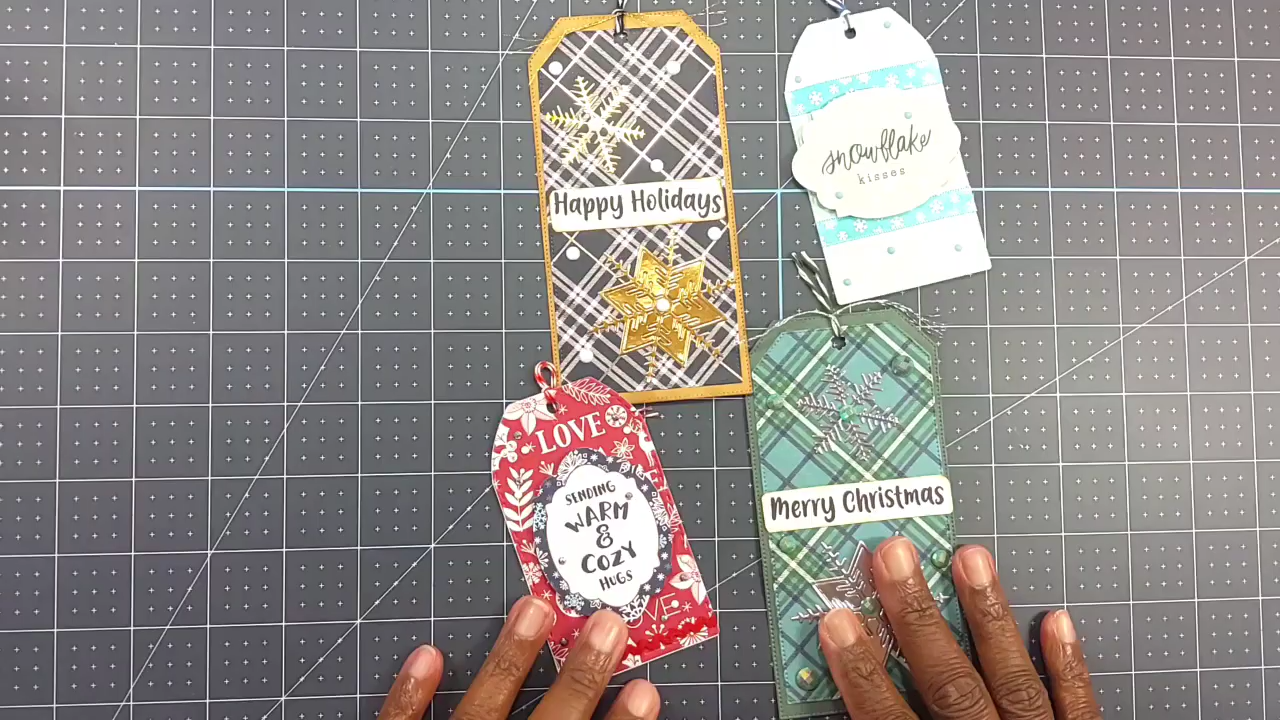 Happy Holidays
snowflake
kisses
LOVE
SENDING
WARM
&
COZY
HUGS
Merry Christmas